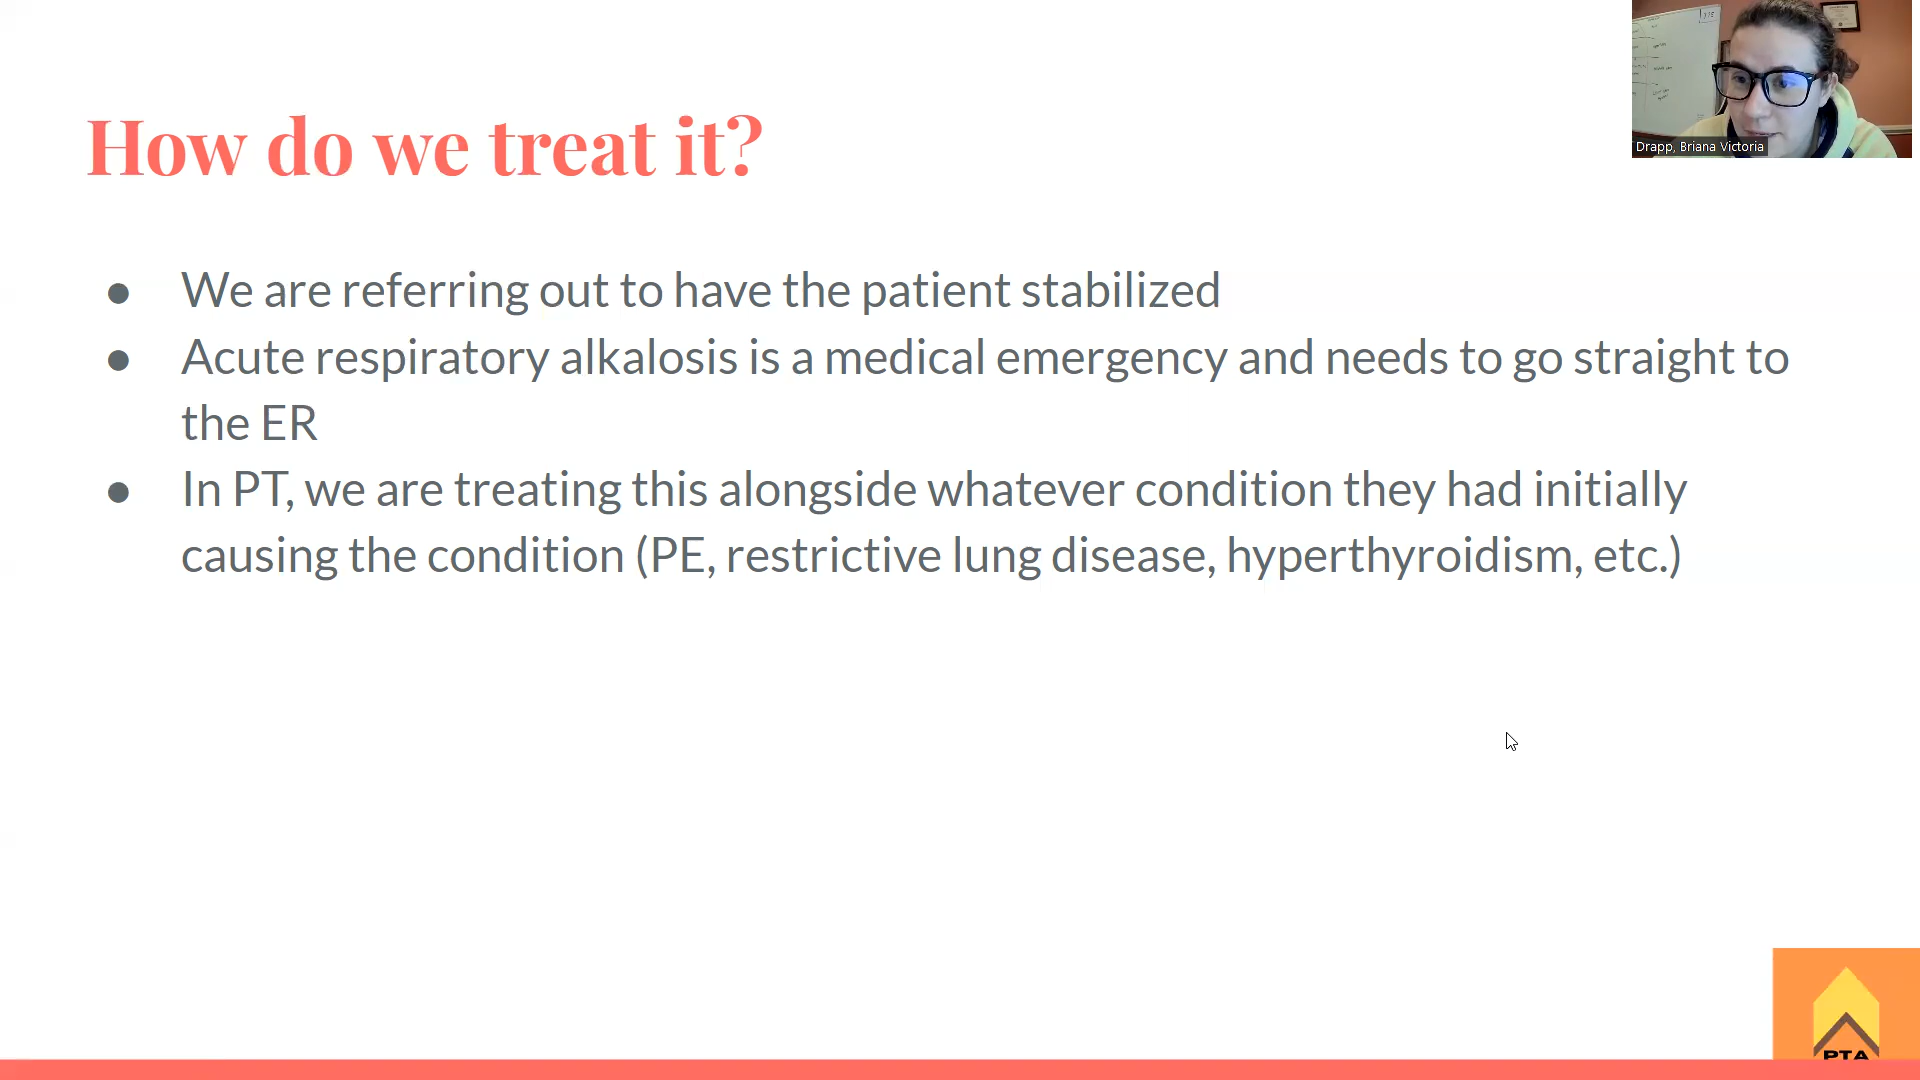 How do we treat it?
● We are referring out to have the patient stabilized
● Acute respiratory alkalosis is a medical emergency and needs to go straight to
the ER
● In PT, we are treating this alongside whatever condition they had initially
causing the condition (PE, restrictive lung disease, hyperthyroidism, etc.)
Drapp, Briana Victoria
PTA